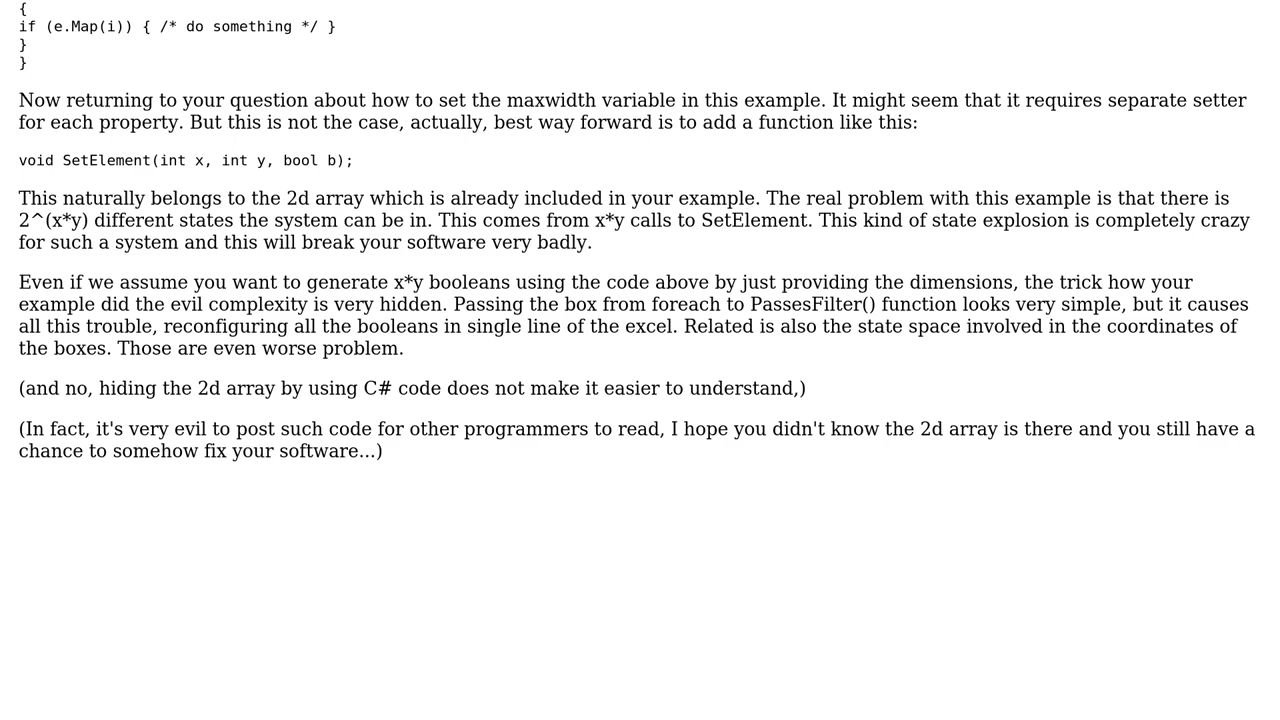 {
if (e.Map(i)) { /* do something */ }
}
}
Now returning to your question about how to set the maxwidth variable in this example. It might seem that it requires separate setter
for each property. But this is not the case, actually, best way forward is to add a function like this:
void SetElement(int x, int y, bool b);
This naturally belongs to the 2d array which is already included in your example. The real problem with this example is that there is
2^(x*y) different states the system can be in. This comes from x*y calls to SetElement. This kind of state explosion is completely crazy
for such a system and this will break your software very badly.
Even if we assume you want to generate x*y booleans using the code above by just providing the dimensions, the trick how your
example did the evil complexity is very hidden. Passing the box from foreach to PassesFilter() function looks very simple, but it causes
all this trouble, reconfiguring all the booleans in single line of the excel. Related is also the state space involved in the coordinates of
the boxes. Those are even worse problem.
(and no, hiding the 2d array by using C# code does not make it easier to understand,)
(In fact, it's very evil to post such code for other programmers to read, I hope you didn't know the 2d array is there and you still have a
chance to somehow fix your software...)